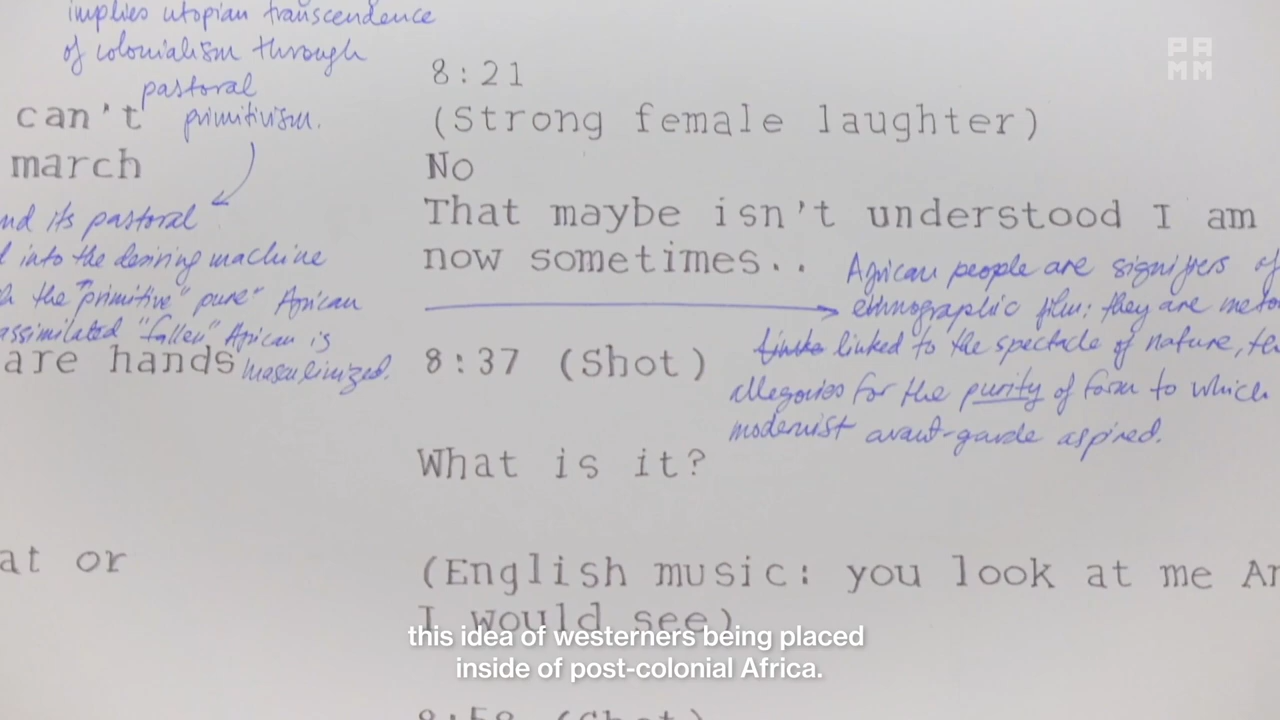 implies utopian transcendence
of colonialism through
pastoral
primitivism.
can't
march
nd its pastoral
into the desiring machine
the "primitive" "pure" African
assimilated "fallen" African is
masculinized.
are hands
at or
8:21
(Strong female laughter)
No
That maybe isn't understood I am
now sometimes..
African people are signifiers of
ethnographic film: they are
linked to the spectacle of nature,
allegories for the purity of form to which
modernist avant-garde aspired.
8:37 (Shot)
What is it?
(English music: you look at me
I would see)
8:58 (Shot)
this idea of westerners being placed
inside of post-colonial Africa.
PA
MM